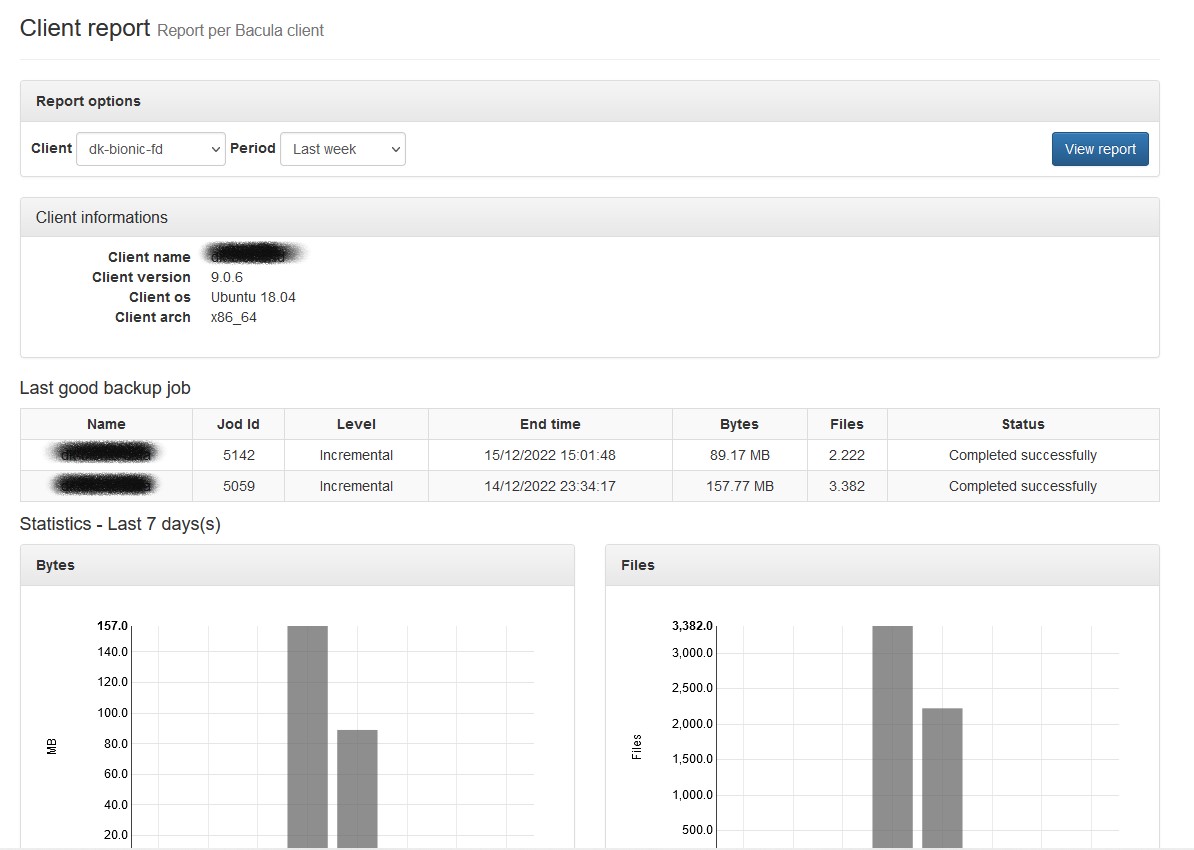 Client report Report per Bacula client
Report options
Client dk-bionic-fd Period Last week View report
Client informations
Client name
Client version 9.0.6
Client os Ubuntu 18.04
Client arch x86_64
Last good backup job
Name Jod Id Level End time Bytes Files Status
5142 Incremental 15/12/2022 15:01:48 89.17 MB 2.222 Completed successfully
5059 Incremental 14/12/2022 23:34:17 157.77 MB 3.382 Completed successfully
Statistics - Last 7 days(s)
Bytes
157.0
140.0
120.0
100.0
80.0
60.0
40.0
20.0
MB
Files
3,382.0
3,000.0
2,500.0
2,000.0
1,500.0
1,000.0
500.0
Files